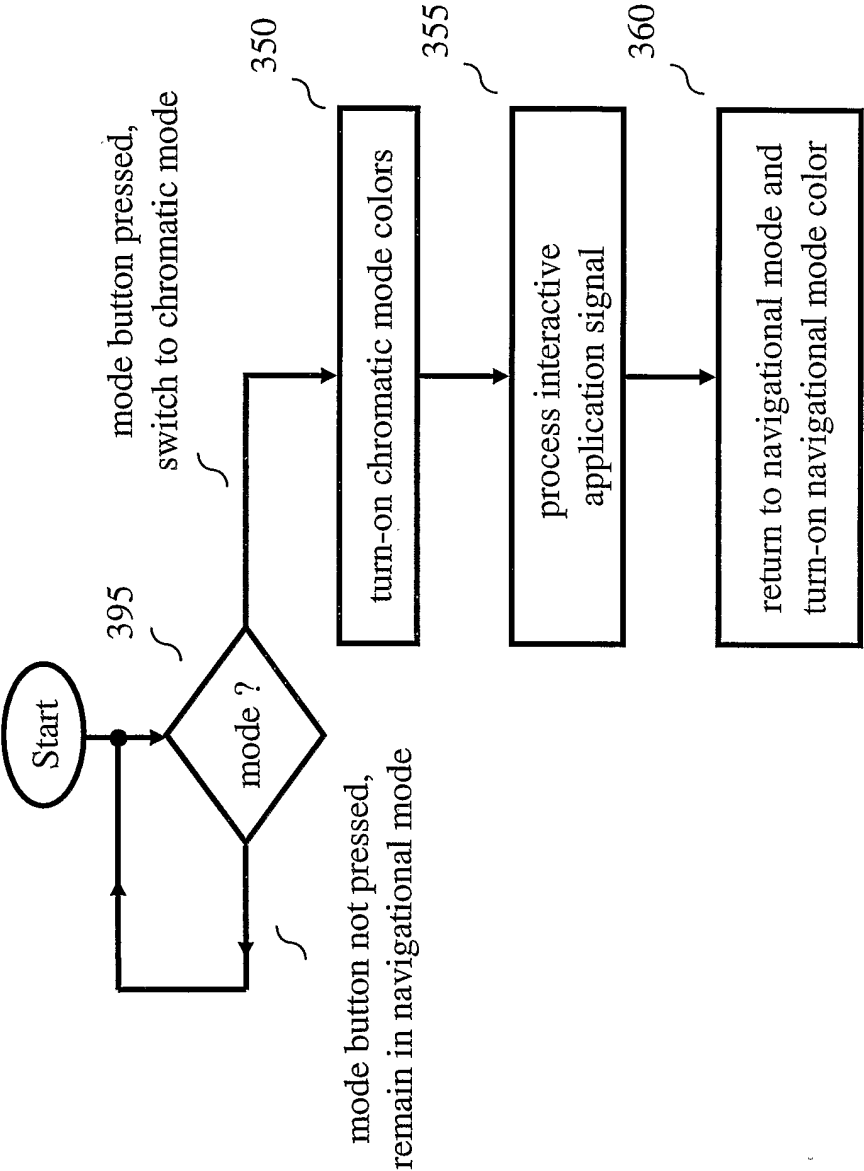 Start
395
mode ?
mode button pressed,
switch to chromatic mode
mode button not pressed,
remain in navigational mode
350
turn-on chromatic mode colors
355
process interactive
application signal
360
return to navigational mode and
turn-on navigational mode color